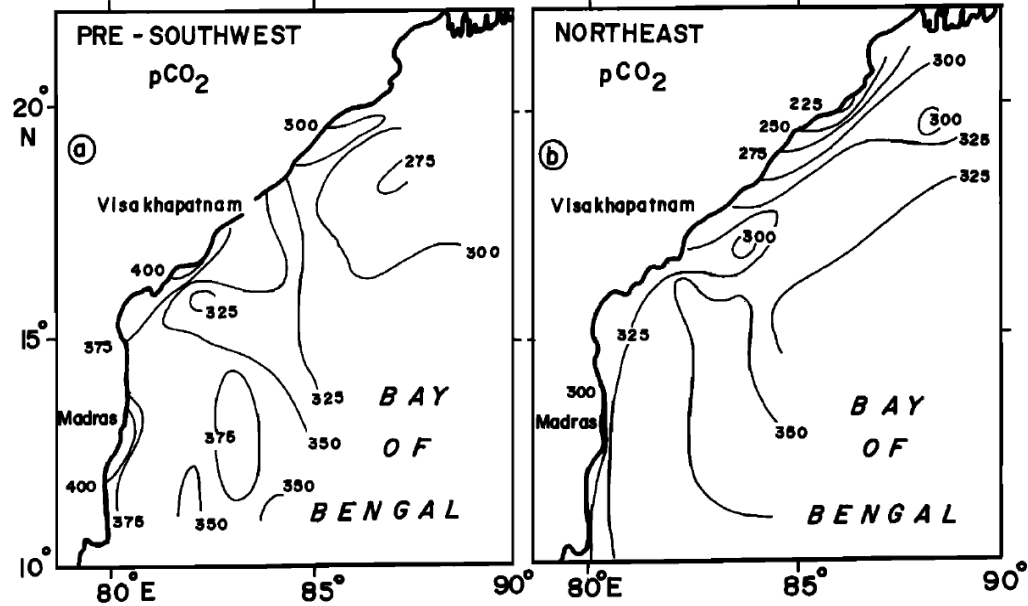 PRE - SOUTHWEST
pCO2
20°
N
a
300
275
Visakhapatnam
300
400
325
15°
375
325
BAY
Madras
375
350
OF
400
350
375
350
BENGAL
10°
80°E
85°
90°
NORTHEAST
pCO2
300
225
250
300
275
325
b
325
Visakhapatnam
300
325
300
BAY
Madras
350
OF
BENGAL
80°E
85°
90°